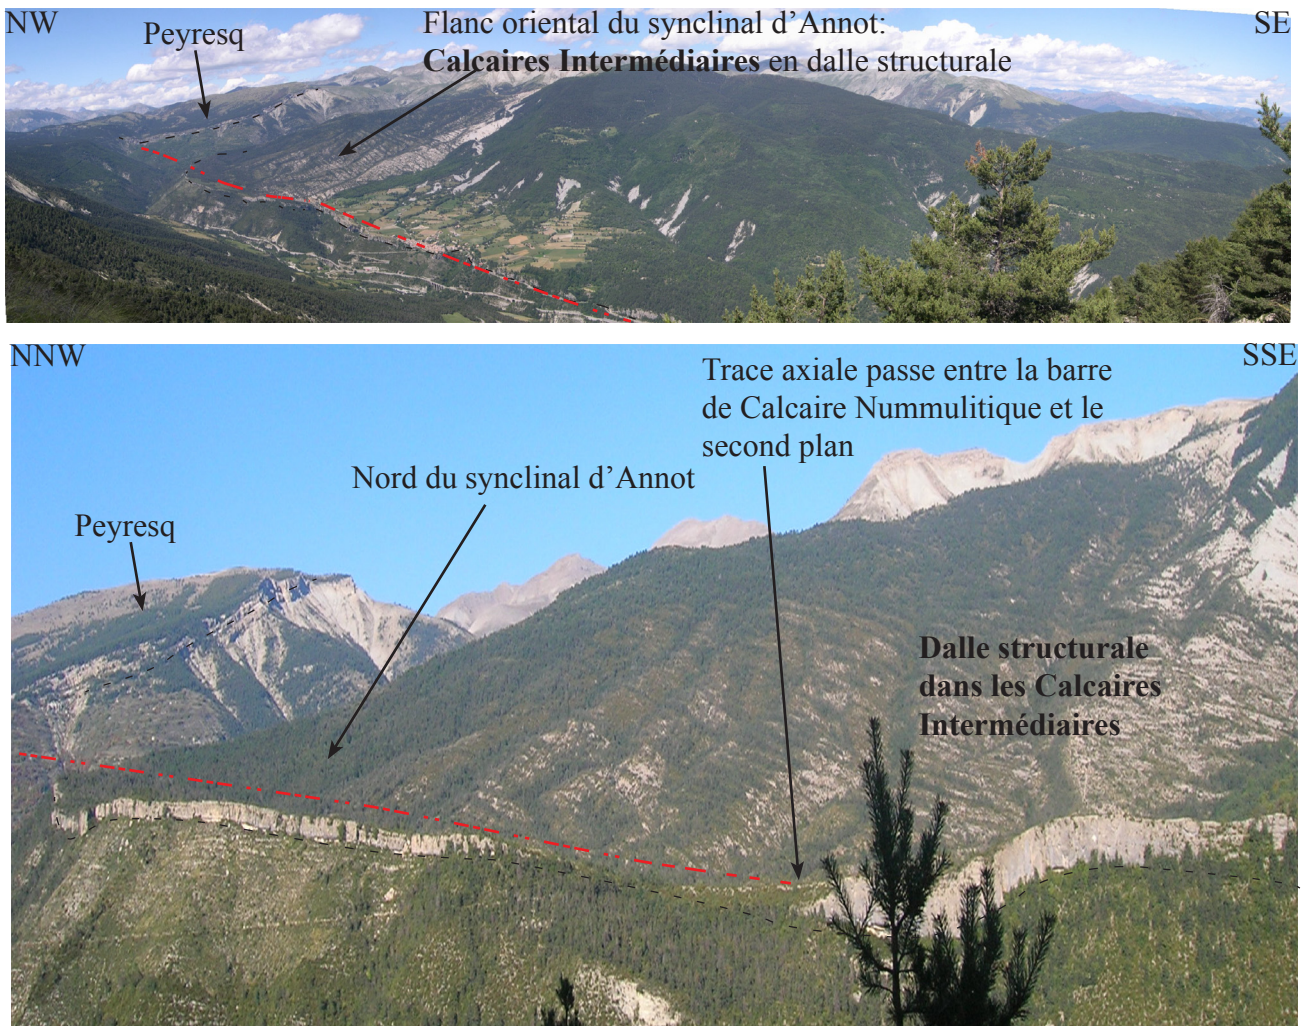 NW
Peyresq
Flanc oriental du synclinal d’Annot:
Calcaires Intermédiaires en dalle structurale
SE
NNW
SSE
Trace axiale passe entre la barre
de Calcaire Nummulitique et le
second plan
Nord du synclinal d’Annot
Peyresq
Dalle structurale
dans les Calcaires
Intermédiaires